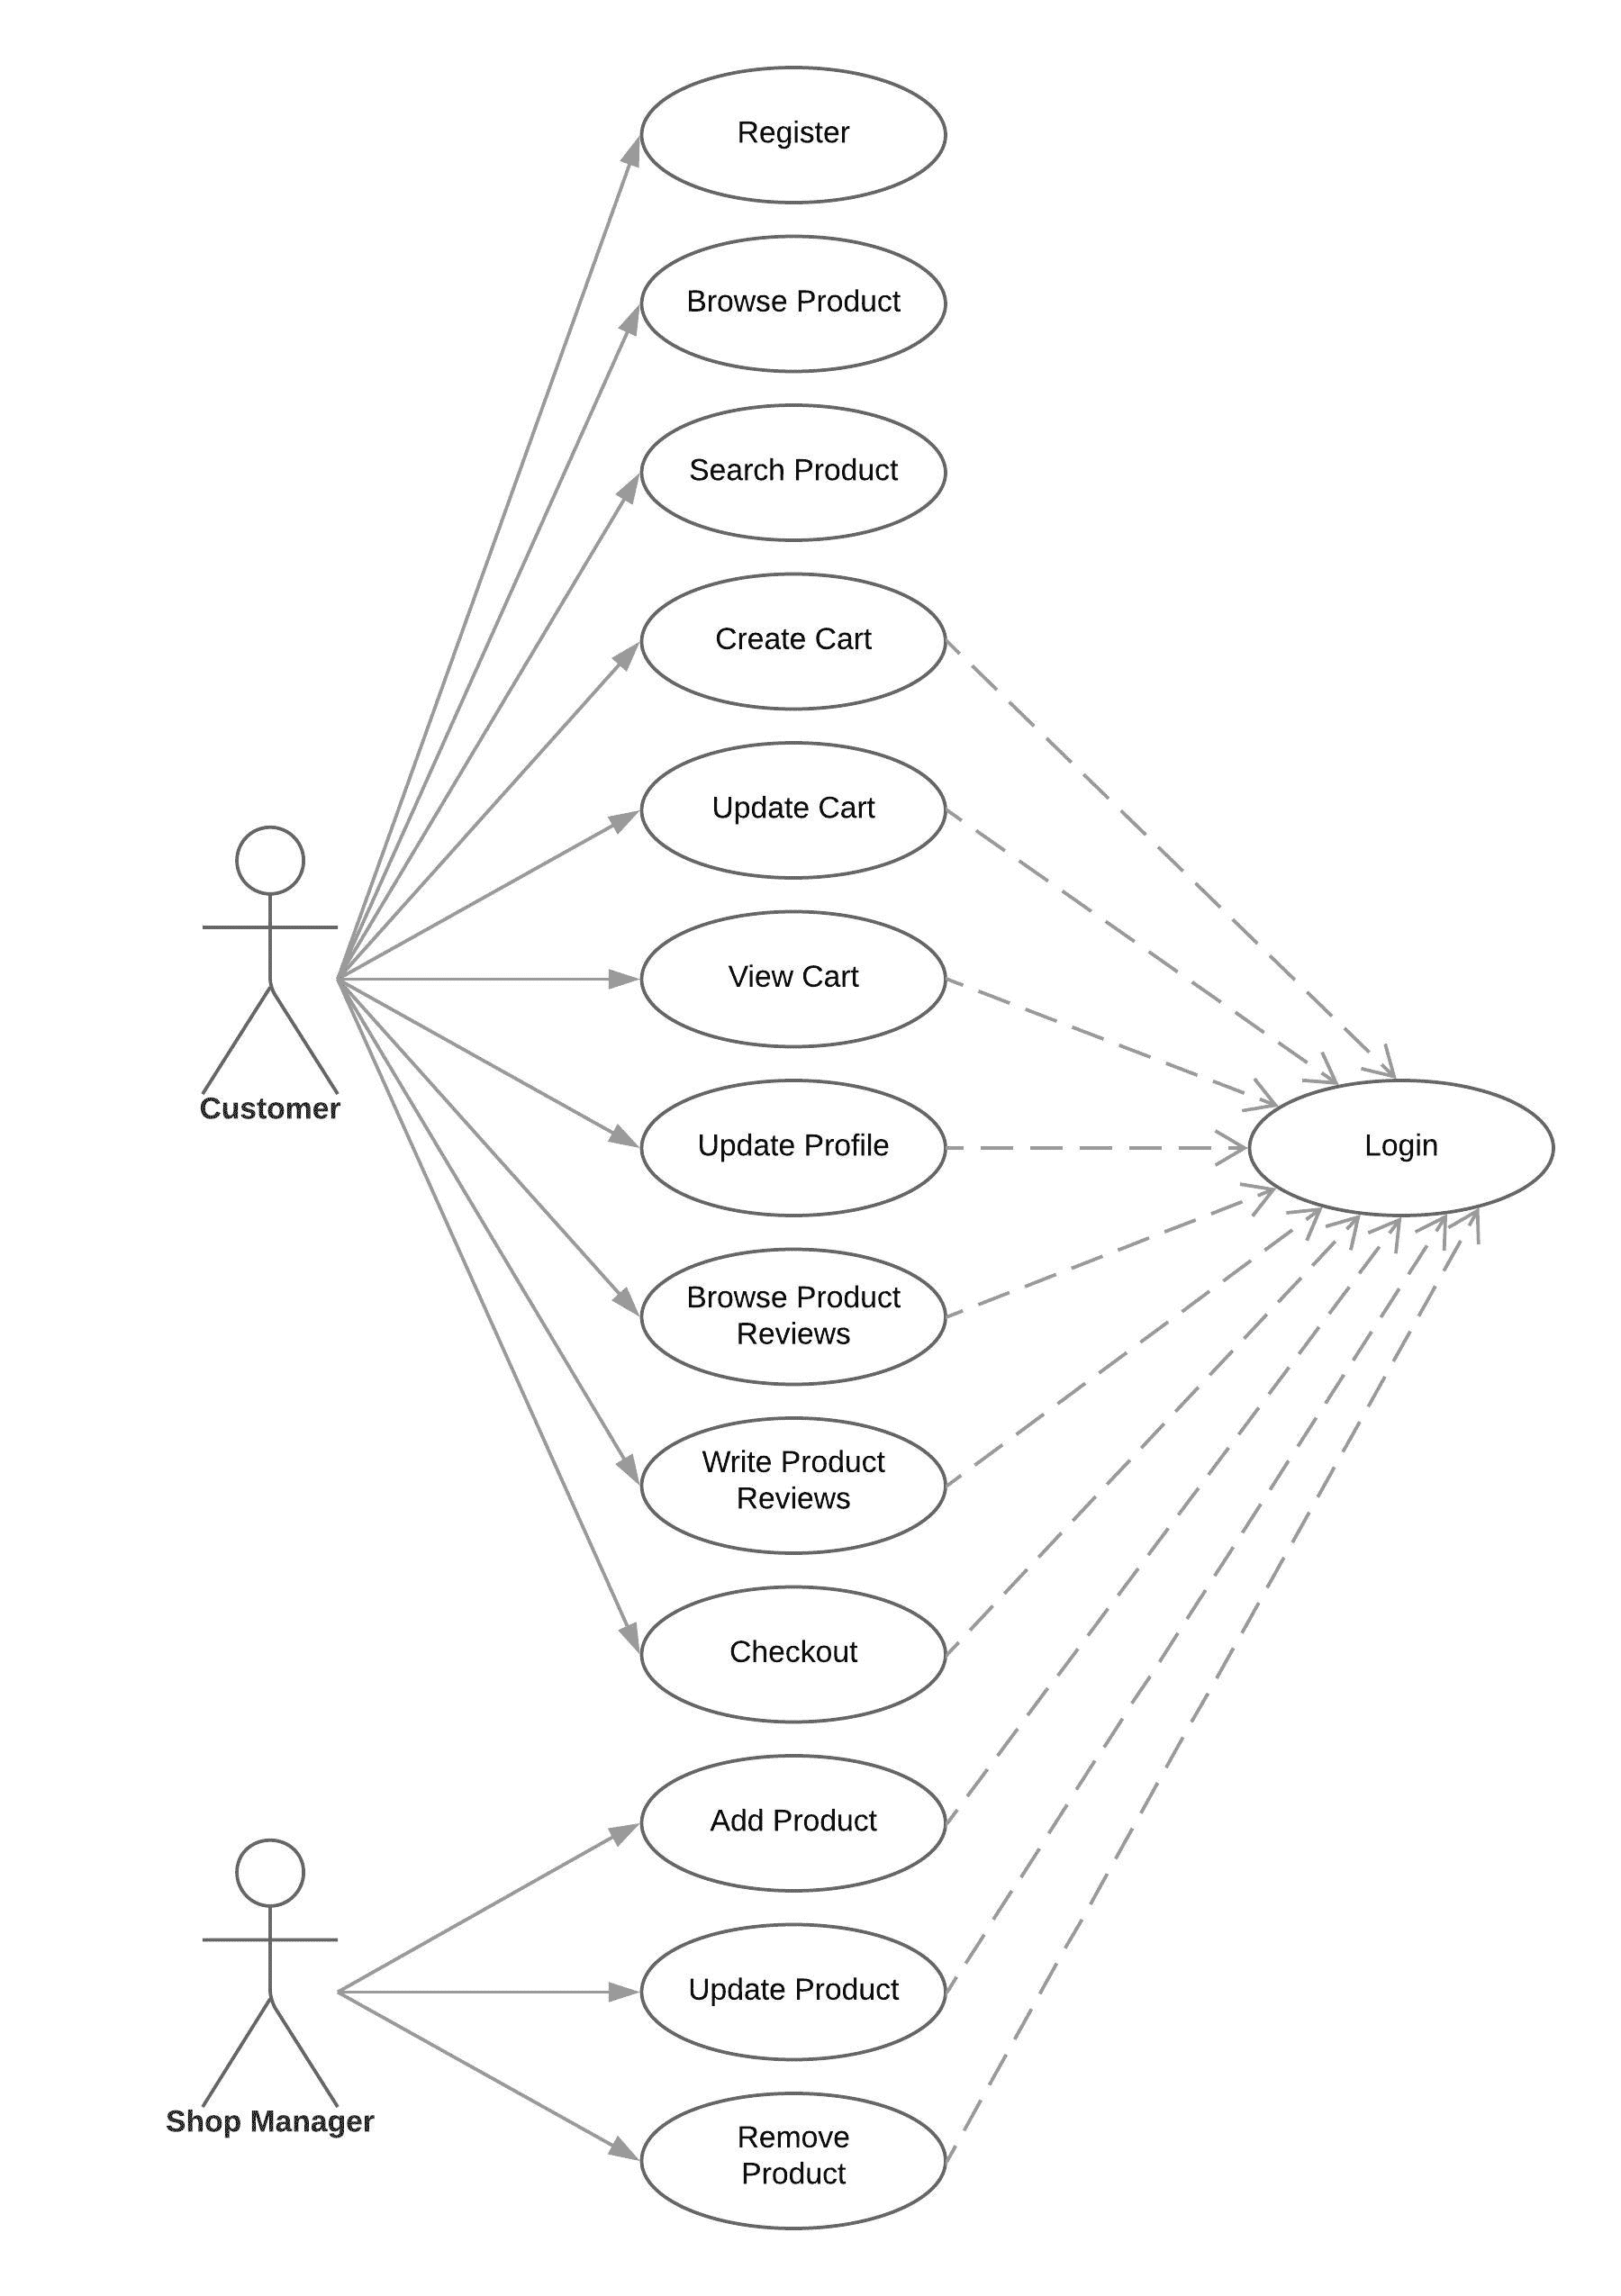 Register
Browse Product
Search Product
Create Cart
Update Cart
View Cart
Customer
Update Profile
Login
Browse Product
Reviews
Write Product
Reviews
Checkout
Add Product
Update Product
Shop Manager
Remove
Product